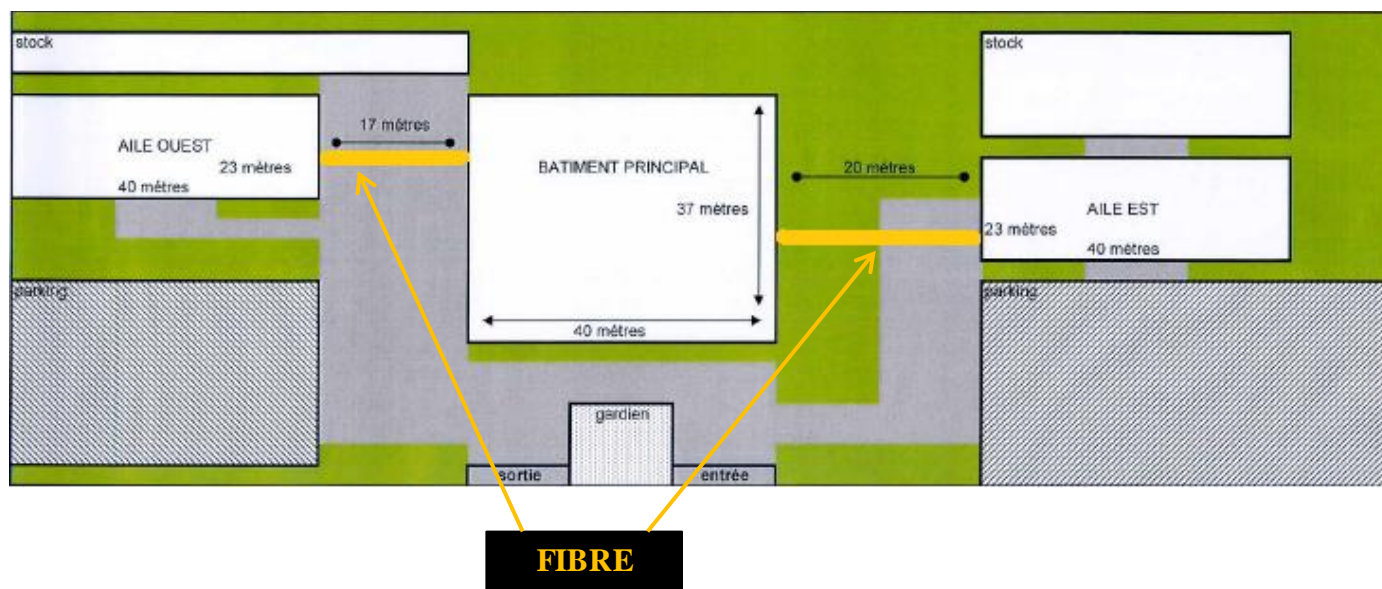 stock
stock
17 mètres
AILE OUEST
23 mètres
40 mètres
BATIMENT PRINCIPAL
37 mètres
40 mètres
20 mètres
AILE EST
23 mètres
40 mètres
parking
parking
gardien
sortie
entrée
FIBRE